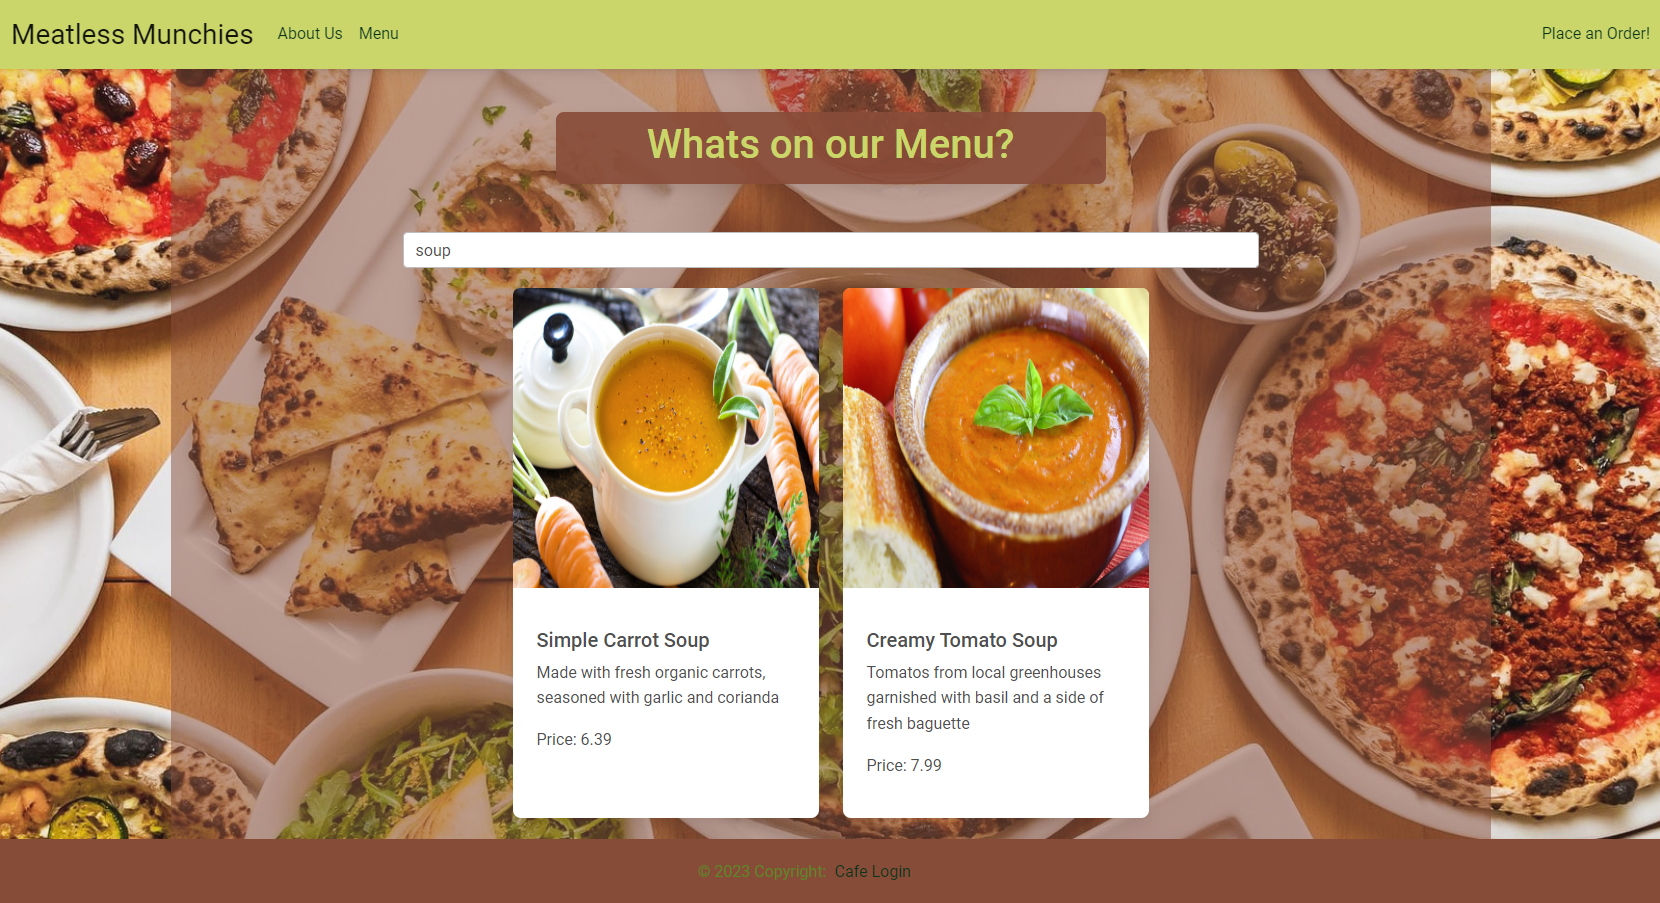 Meatless Munchies About Us Menu Place an Order!
Whats on our Menu?
soup
Simple Carrot Soup
Made with fresh organic carrots,
seasoned with garlic and corianda
Price: 6.39
Creamy Tomato Soup
Tomatos from local greenhouses
garnished with basil and a side of
fresh baguette
Price: 7.99
© 2023 Copyright: Cafe Login